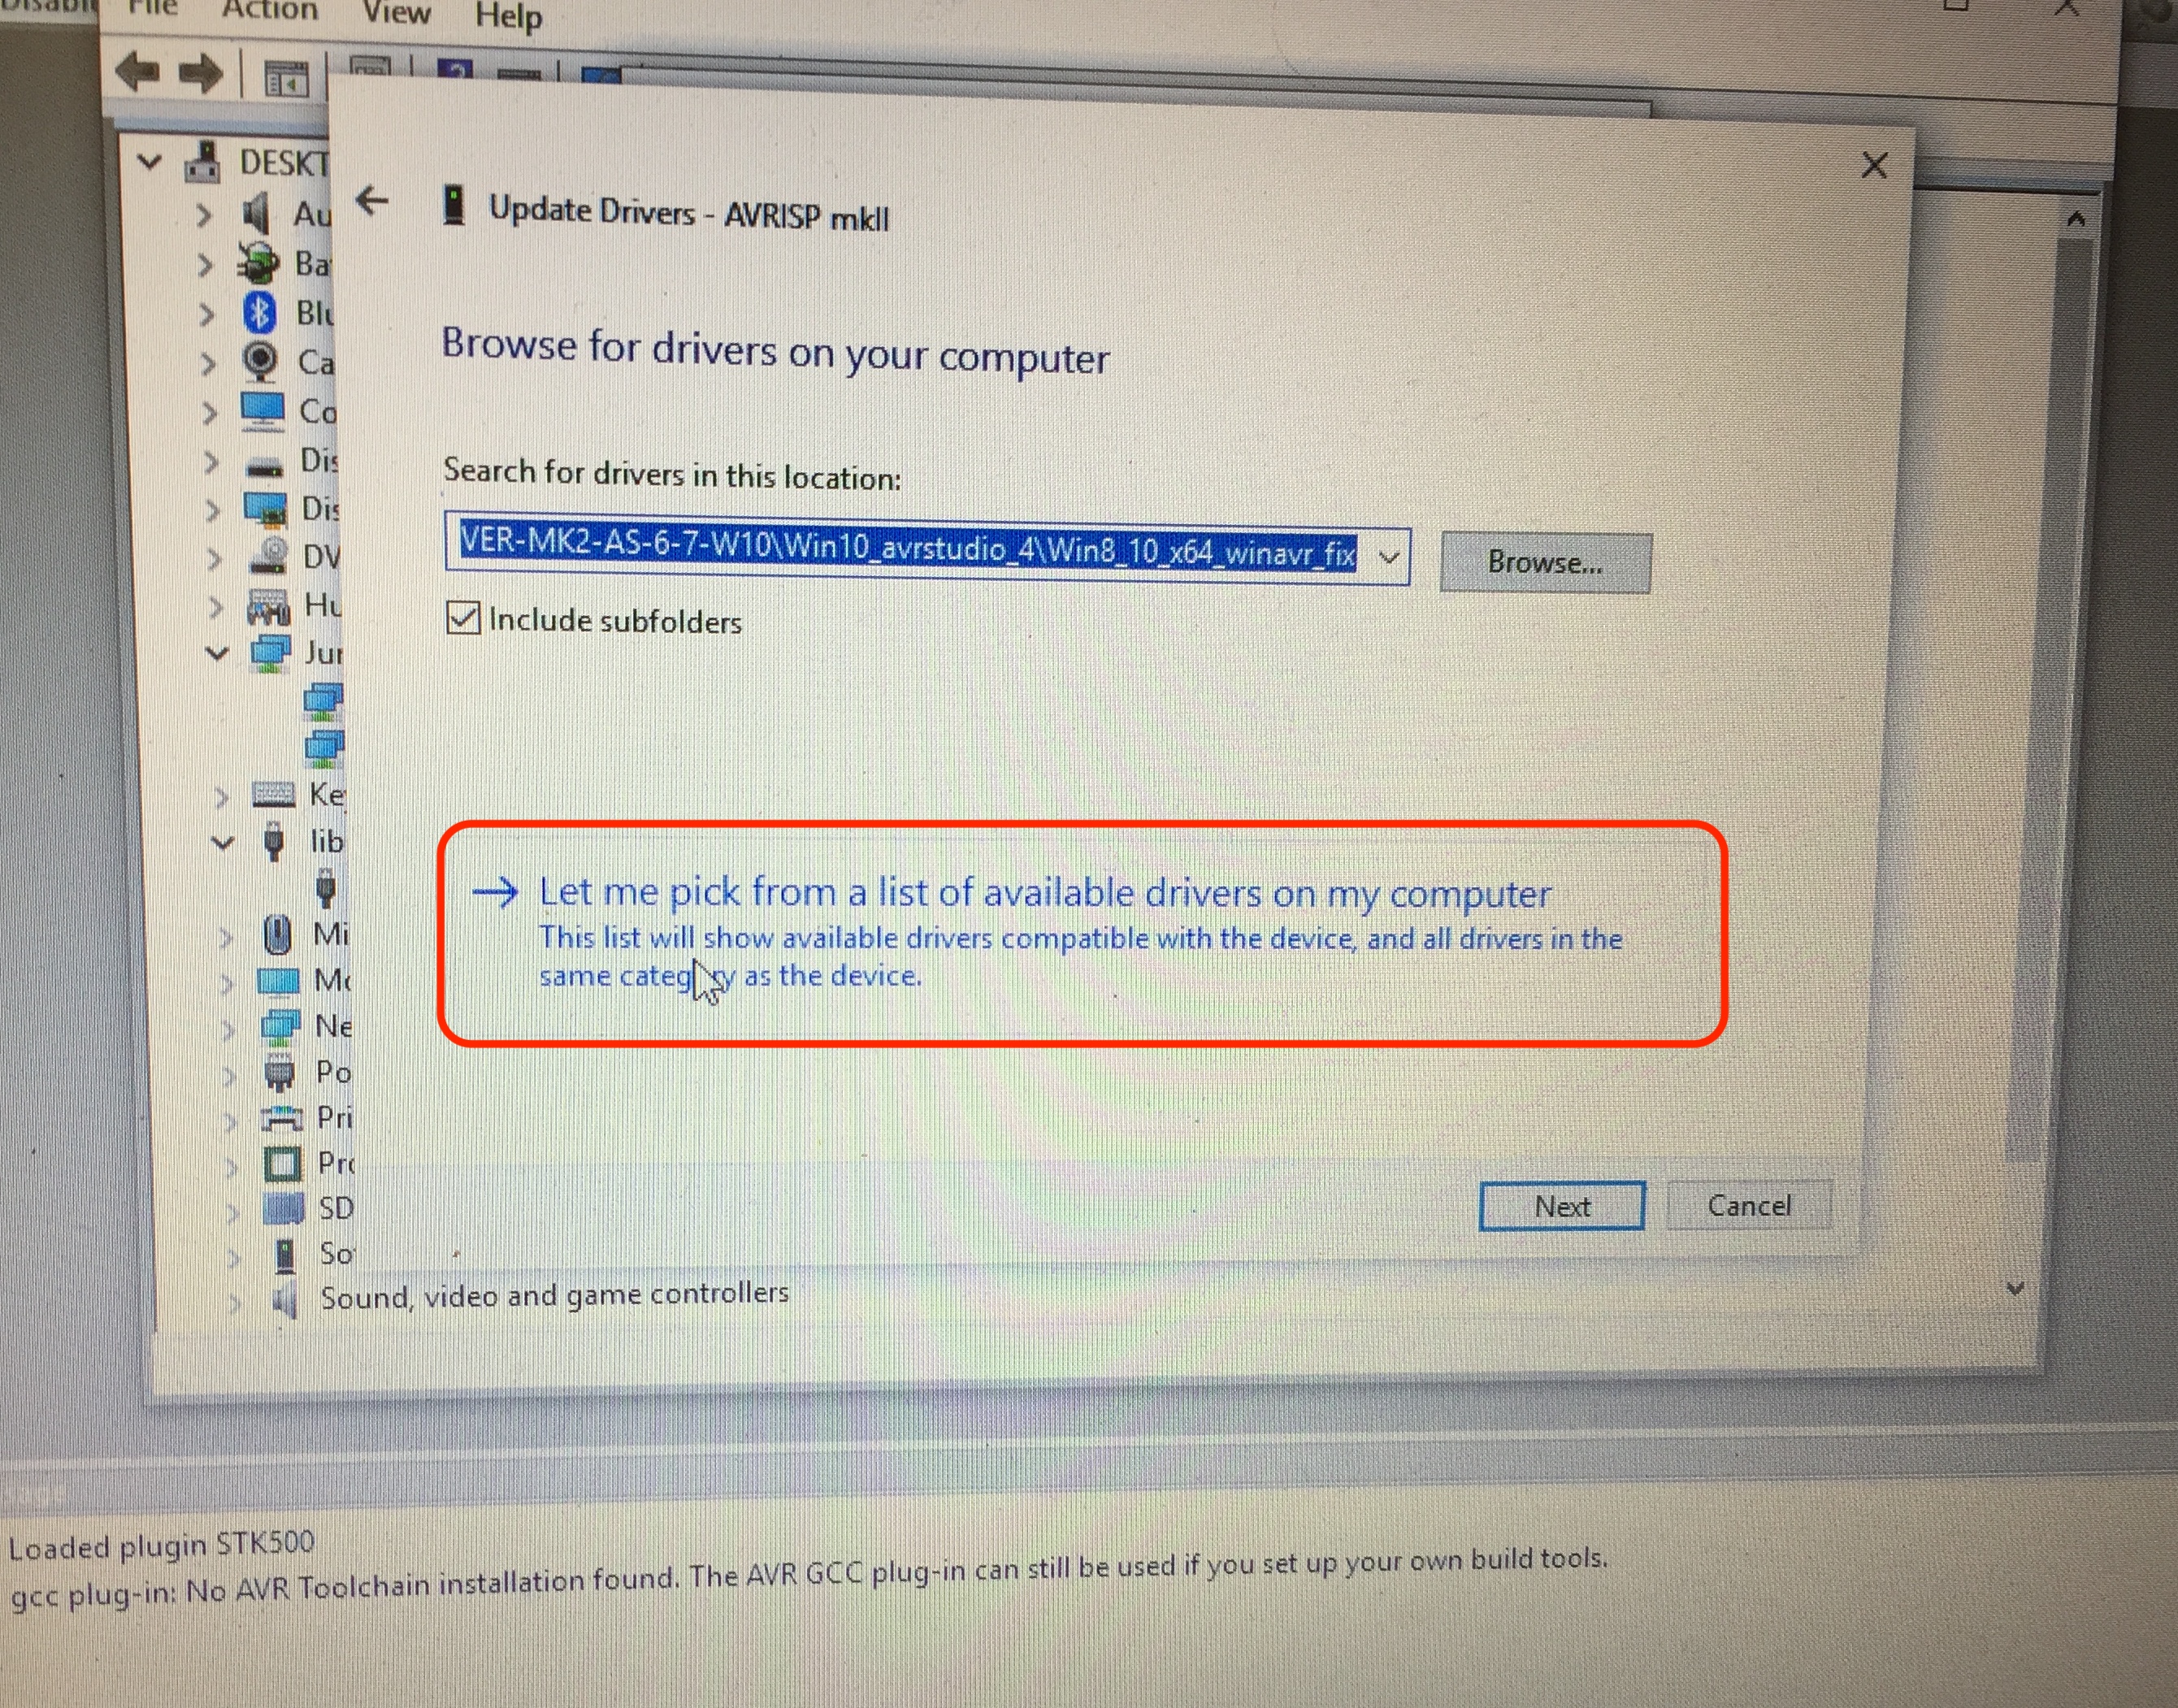 File Action View Help
DESKT
Au
Update Drivers - AVRISP mkII
Ba
Blu
Ca
Browse for drivers on your computer
Co
Dis
Search for drivers in this location:
Dis
VER-MK2-AS-6-7-W10\Win10_avrstudio_4\Win8_10_x64_winavr_fix
Browse...
DV
Hu
Include subfolders
Jun
Ke
lib
Let me pick from a list of available drivers on my computer
This list will show available drivers compatible with the device, and all drivers in the
same category as the device.
Mi
Mo
Ne
Po
Pri
Pro
SD
Next
Cancel
So
Sound, video and game controllers
Loaded plugin STK500
gcc plug-in: No AVR Toolchain installation found. The AVR GCC plug-in can still be used if you set up your own build tools.